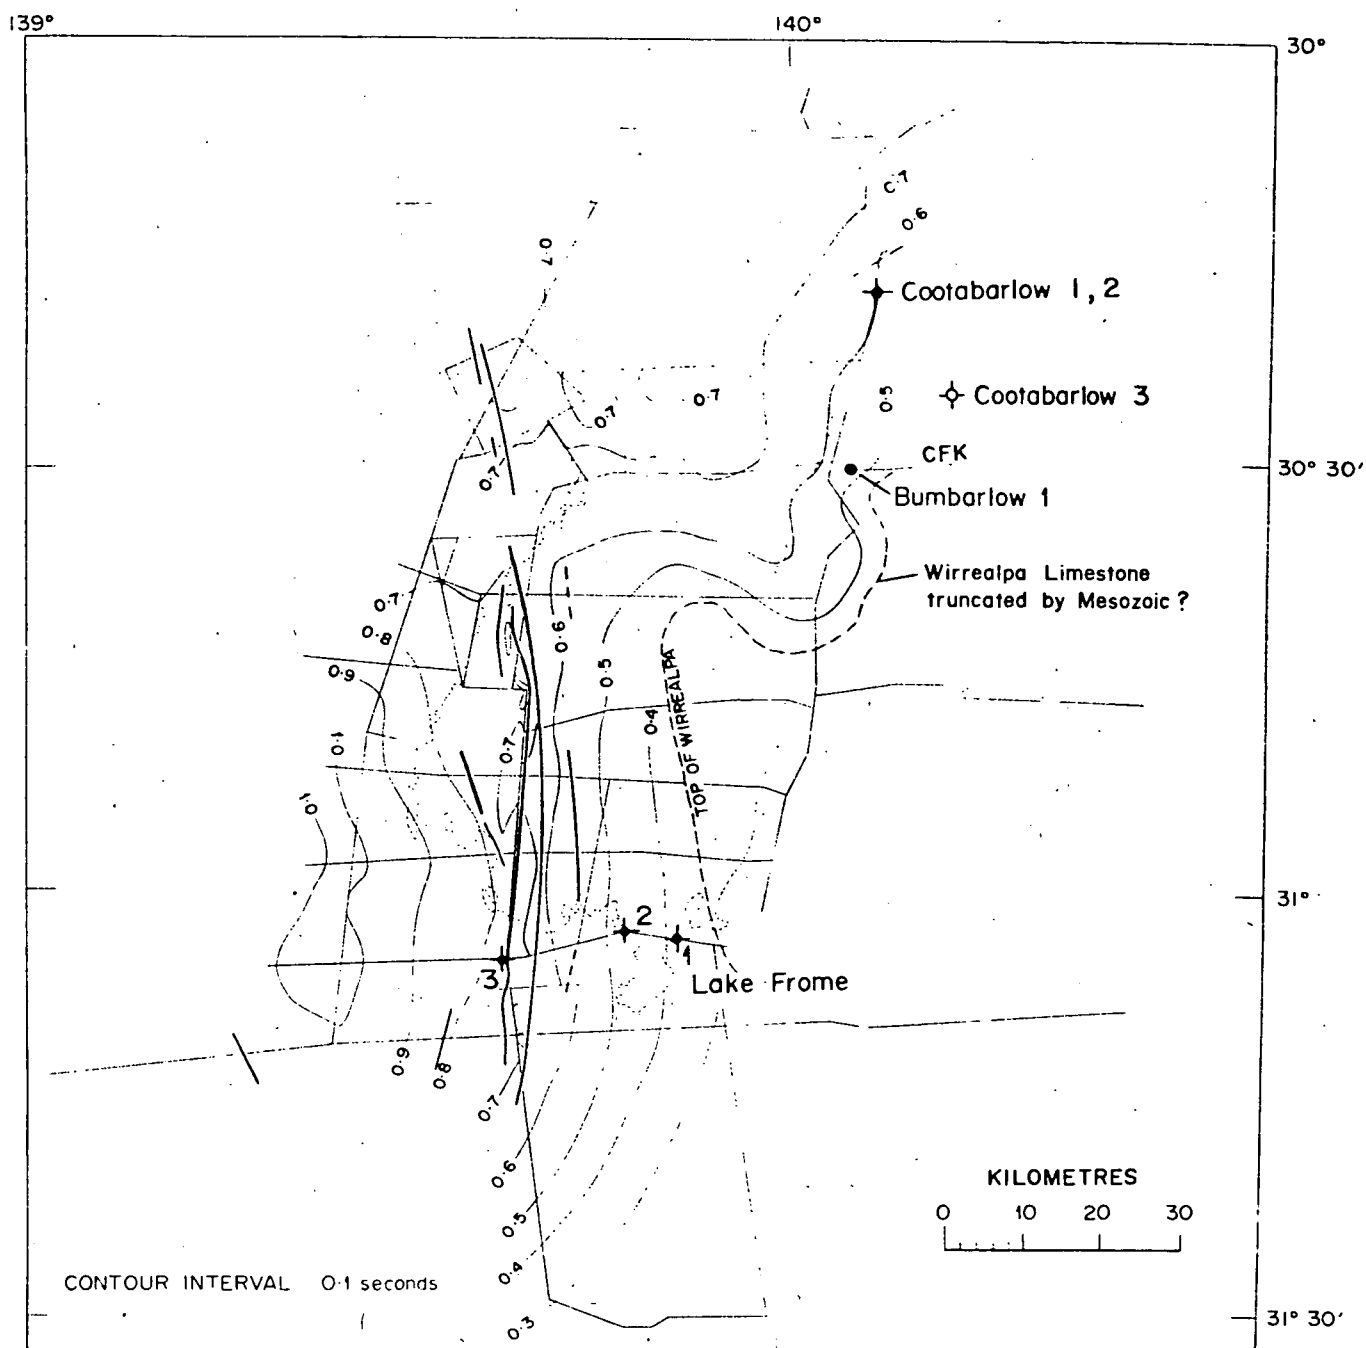 139°
140°
30°
C·7
0·6
0·7
Cootabarlow 1, 2
0·5
Cootabarlow 3
0·7
0·7
CFK
30° 30′
0·7
Bumbarlow 1
Wirrealpa Limestone
truncated by Mesozoic ?
0·7
0·8
0·6
0·9
0·5
TOP OF WIRREALPA
0·4
0·7
0·1
0·1
31°
2
1
3
Lake Frome
0·9
0·8
0·7
0·6
KILOMETRES
0 10 20 30
0·5
0·4
CONTOUR INTERVAL 0·1 seconds
0·3
31° 30′